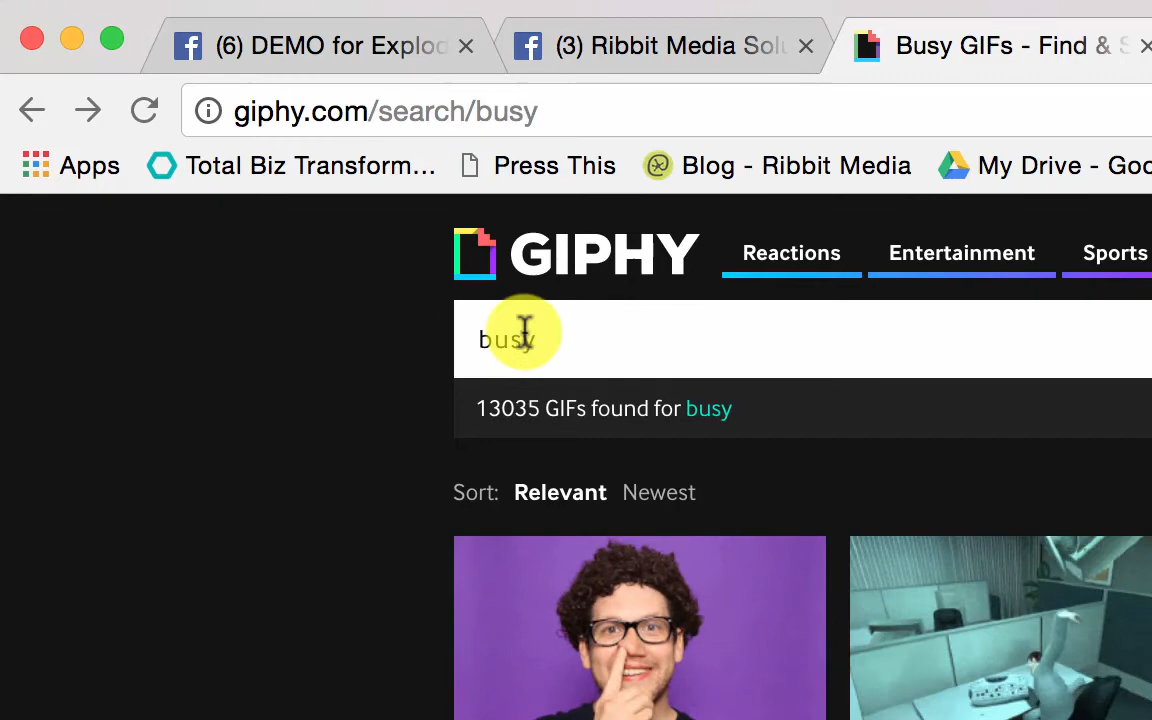 (6) DEMO for Explo
(3) Ribbit Media Solu
Busy GIFs - Find & S
giphy.com/search/busy
Apps
Total Biz Transform...
Press This
Blog - Ribbit Media
My Drive - Goo
GIPHY
Reactions
Entertainment
Sports
busy
13035 GIFs found for busy
Sort: Relevant Newest